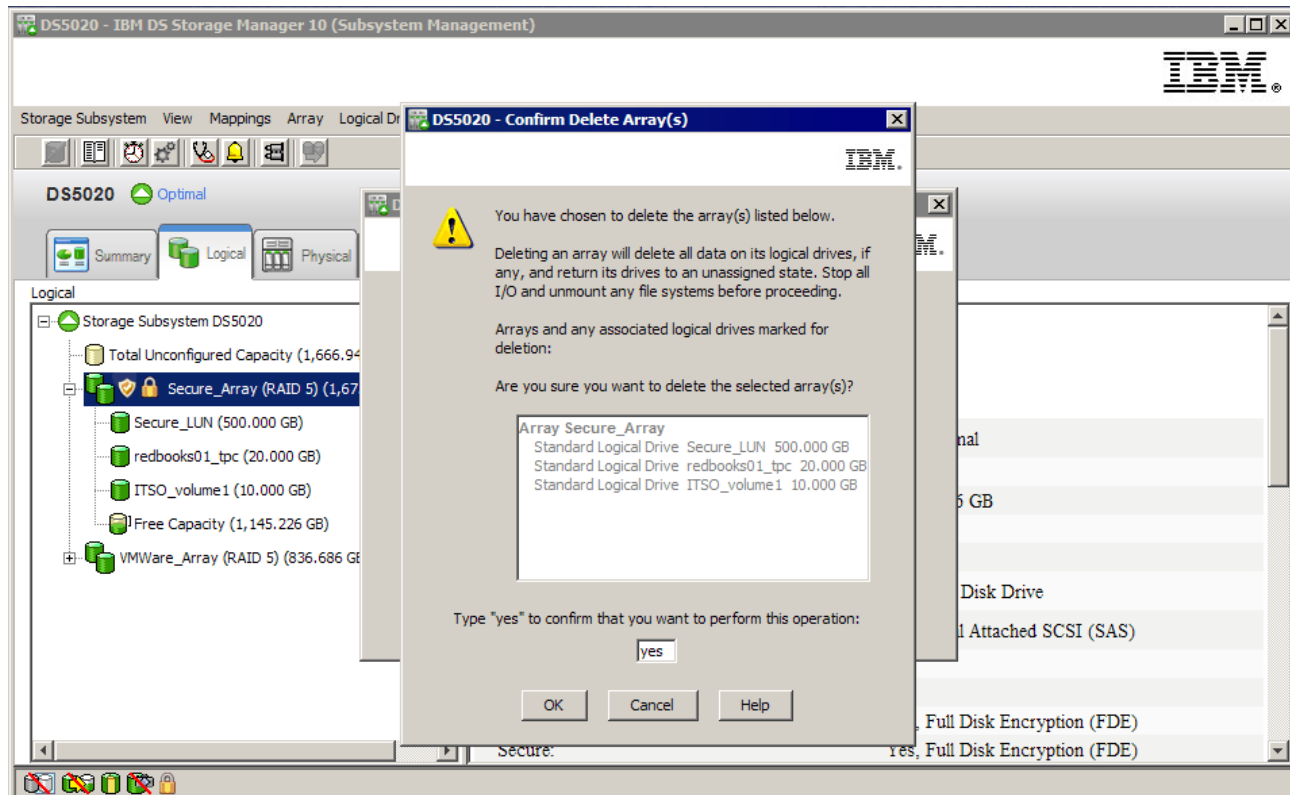 DS5020 - IBM DS Storage Manager 10 (Subsystem Management)
IBM®
Storage Subsystem View Mappings Array Logical Dr
DS5020 Optimal
Summary Logical Physical
Logical
Storage Subsystem DS5020
Total Unconfigured Capacity (1,666.94
Secure_Array (RAID 5) (1,67
Secure_LUN (500.000 GB)
redbooks01_tpc (20.000 GB)
ITSO_volume1 (10.000 GB)
Free Capacity (1,145.226 GB)
VMWare_Array (RAID 5) (836.686 GB
DS5020 - Confirm Delete Array(s)
IBM.
You have chosen to delete the array(s) listed below.
Deleting an array will delete all data on its logical drives, if
any, and return its drives to an unassigned state. Stop all
I/O and unmount any file systems before proceeding.
Arrays and any associated logical drives marked for
deletion:
Are you sure you want to delete the selected array(s)?
Array Secure_Array
Standard Logical Drive Secure_LUN 500.000 GB
Standard Logical Drive redbooks01_tpc 20.000 GB
Standard Logical Drive ITSO_volume1 10.000 GB
Type "yes" to confirm that you want to perform this operation:
yes
OK Cancel Help
M.
GB
Disk Drive
Attached SCSI (SAS)
, Full Disk Encryption (FDE)
Secure: Yes, Full Disk Encryption (FDE)